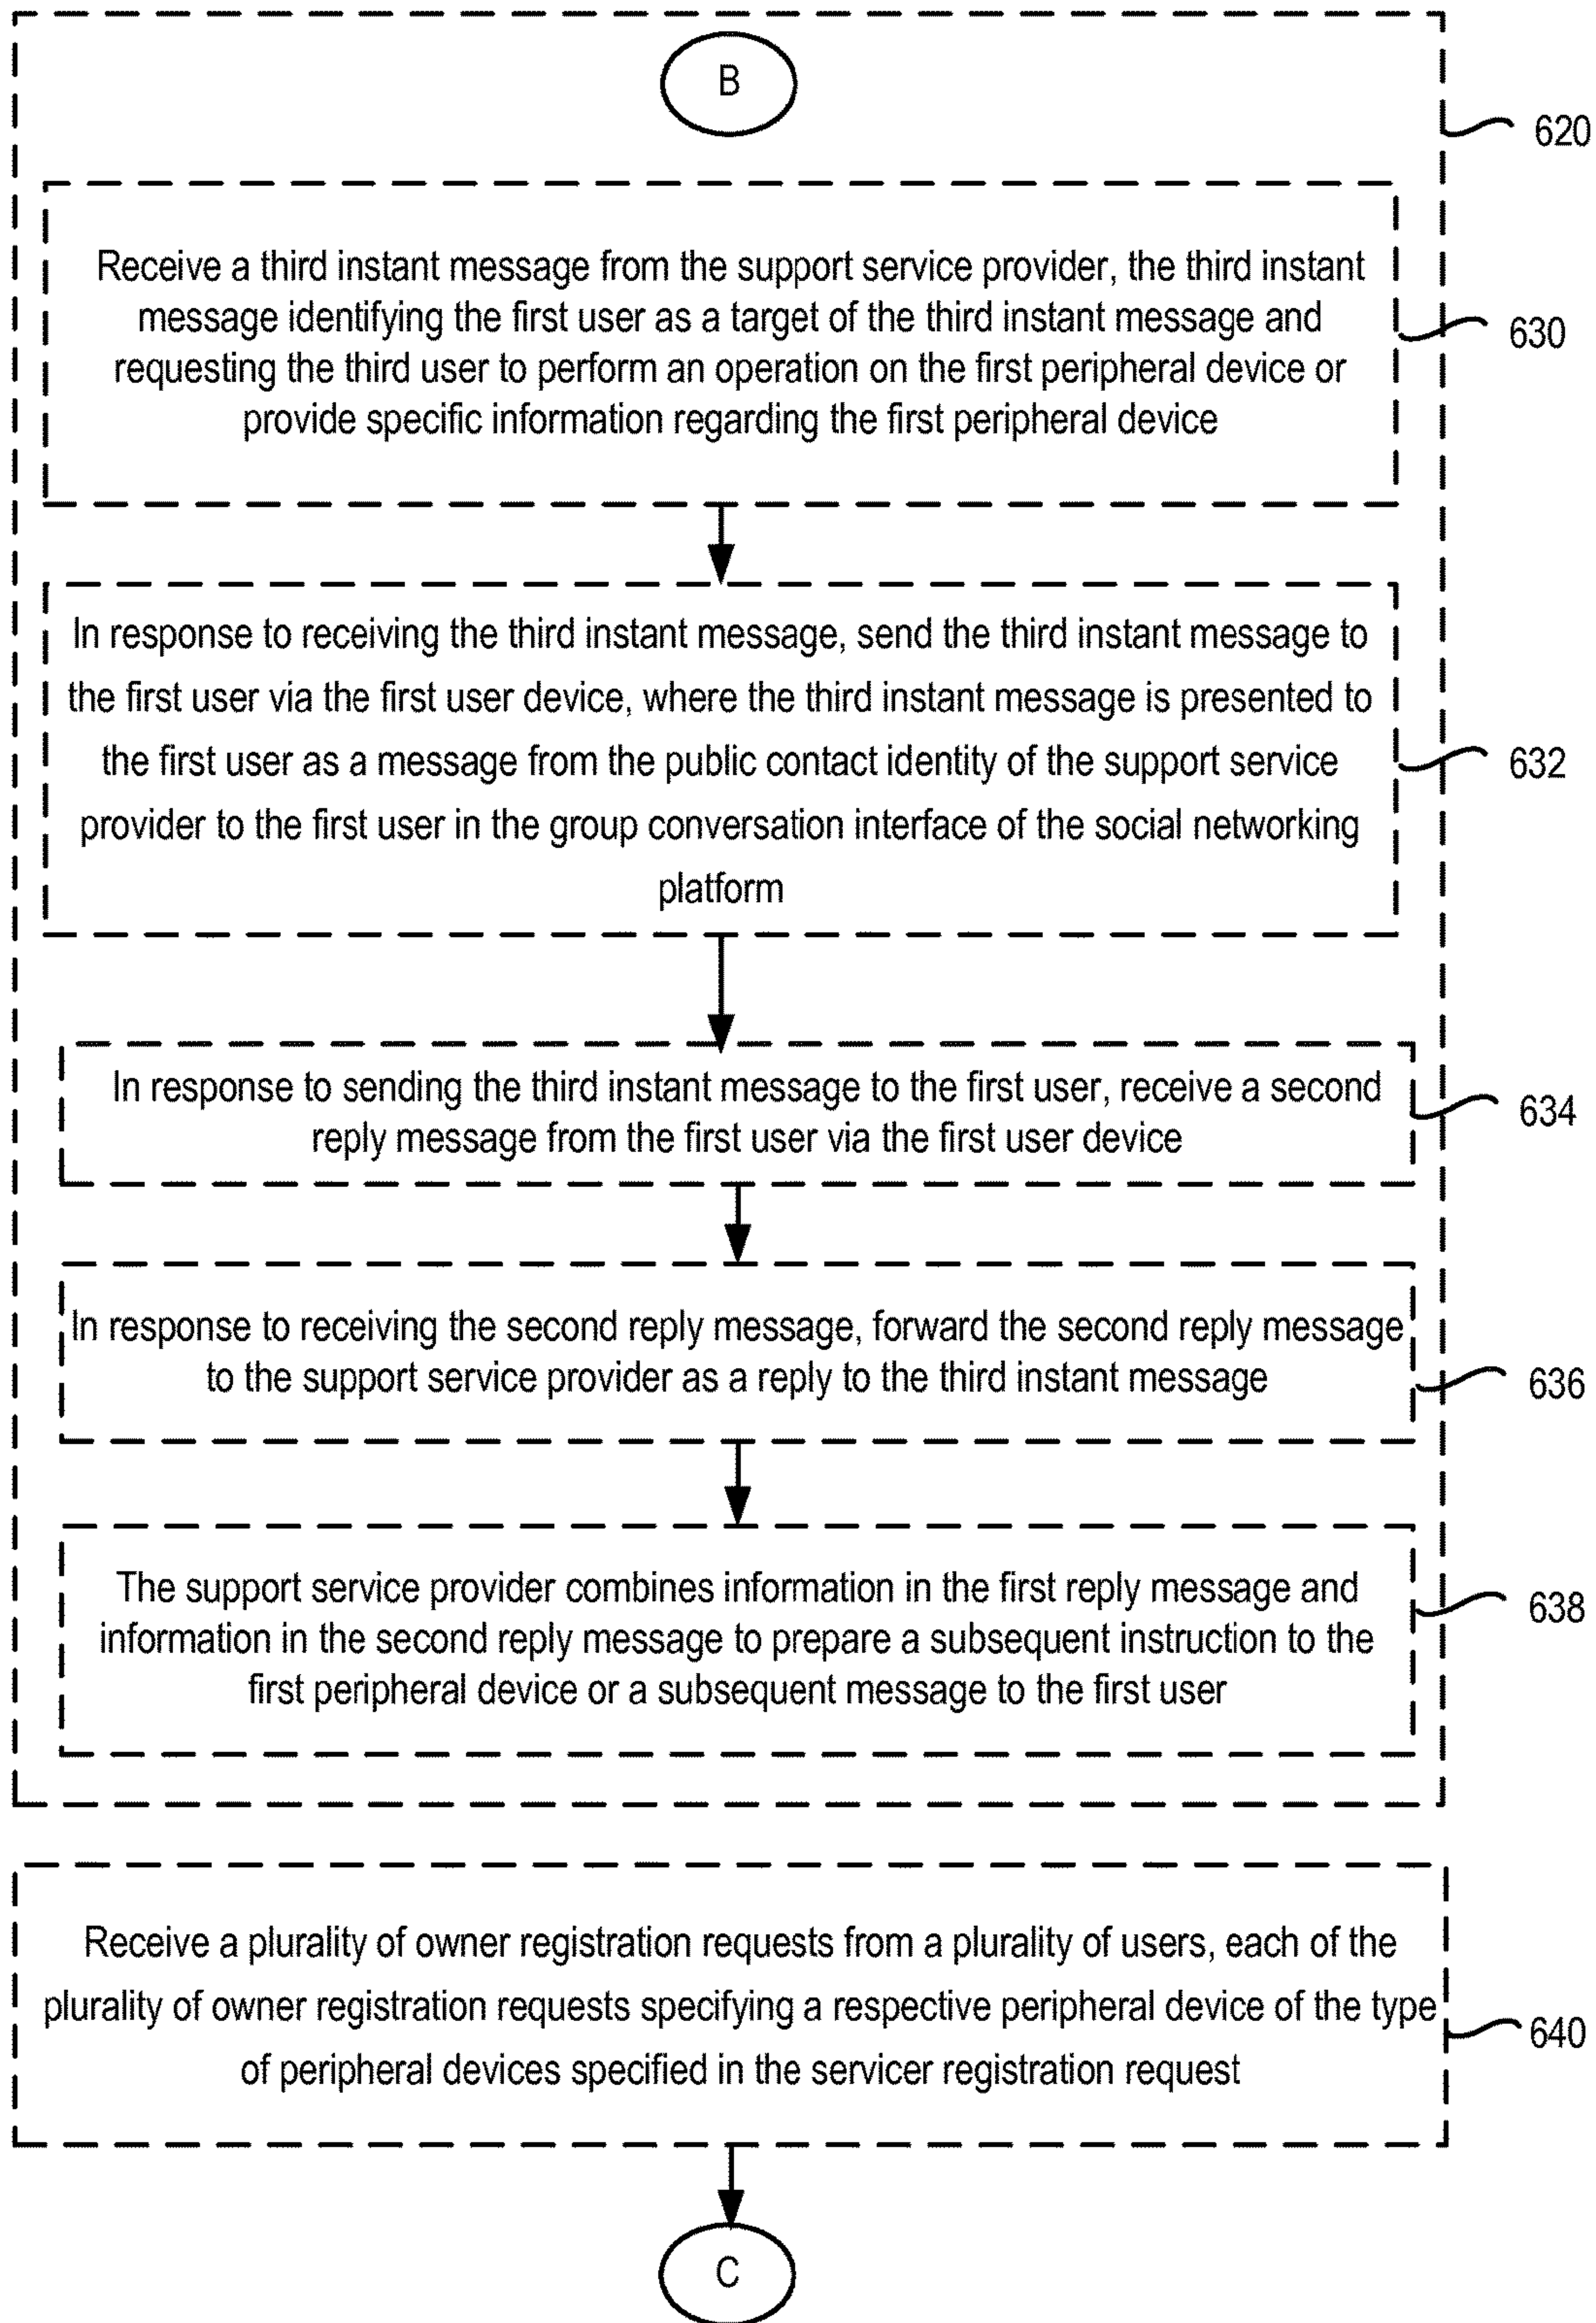 B
620
Receive a third instant message from the support service provider, the third instant
message identifying the first user as a target of the third instant message and
requesting the third user to perform an operation on the first peripheral device or
provide specific information regarding the first peripheral device
630
In response to receiving the third instant message, send the third instant message to
the first user via the first user device, where the third instant message is presented to
the first user as a message from the public contact identity of the support service
provider to the first user in the group conversation interface of the social networking
platform
632
In response to sending the third instant message to the first user, receive a second
reply message from the first user via the first user device
634
In response to receiving the second reply message, forward the second reply message
to the support service provider as a reply to the third instant message
636
The support service provider combines information in the first reply message and
information in the second reply message to prepare a subsequent instruction to the
first peripheral device or a subsequent message to the first user
638
Receive a plurality of owner registration requests from a plurality of users, each of the
plurality of owner registration requests specifying a respective peripheral device of the type
of peripheral devices specified in the servicer registration request
640
C